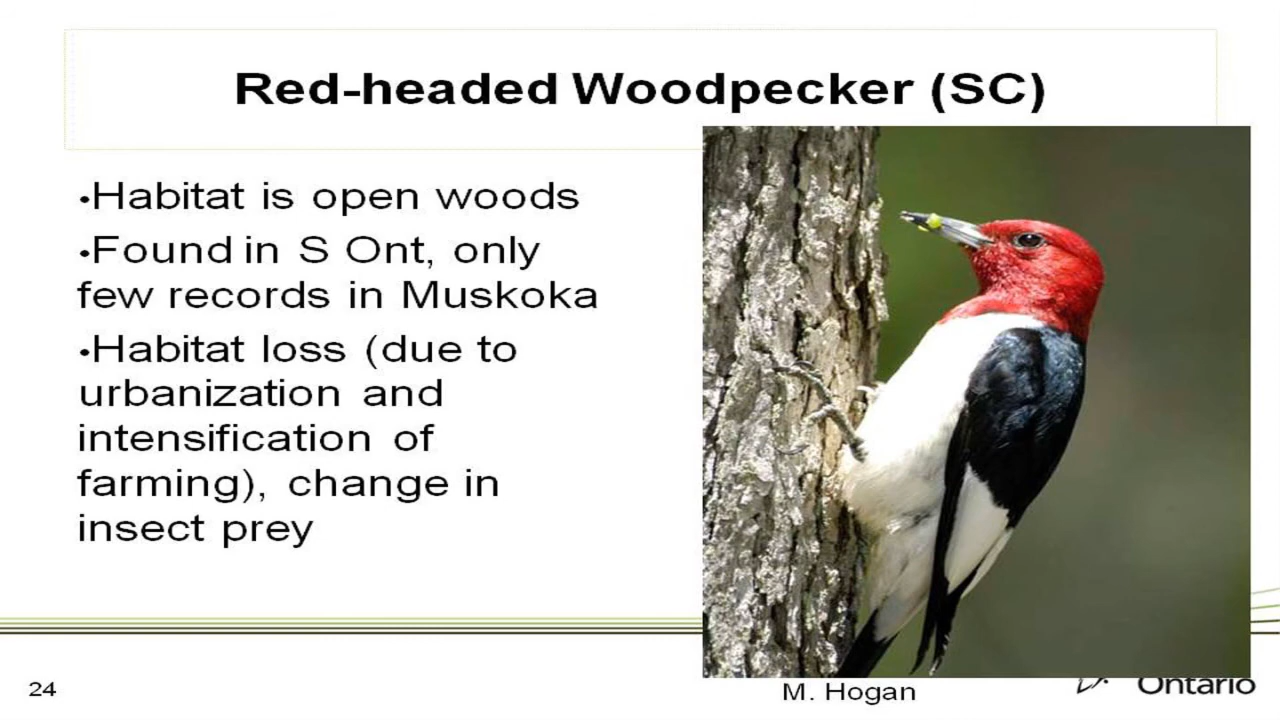 Red-headed Woodpecker (SC)
•Habitat is open woods
•Found in S Ont, only
few records in Muskoka
•Habitat loss (due to
urbanization and
intensification of
farming), change in
insect prey
24
M. Hogan
Ontario